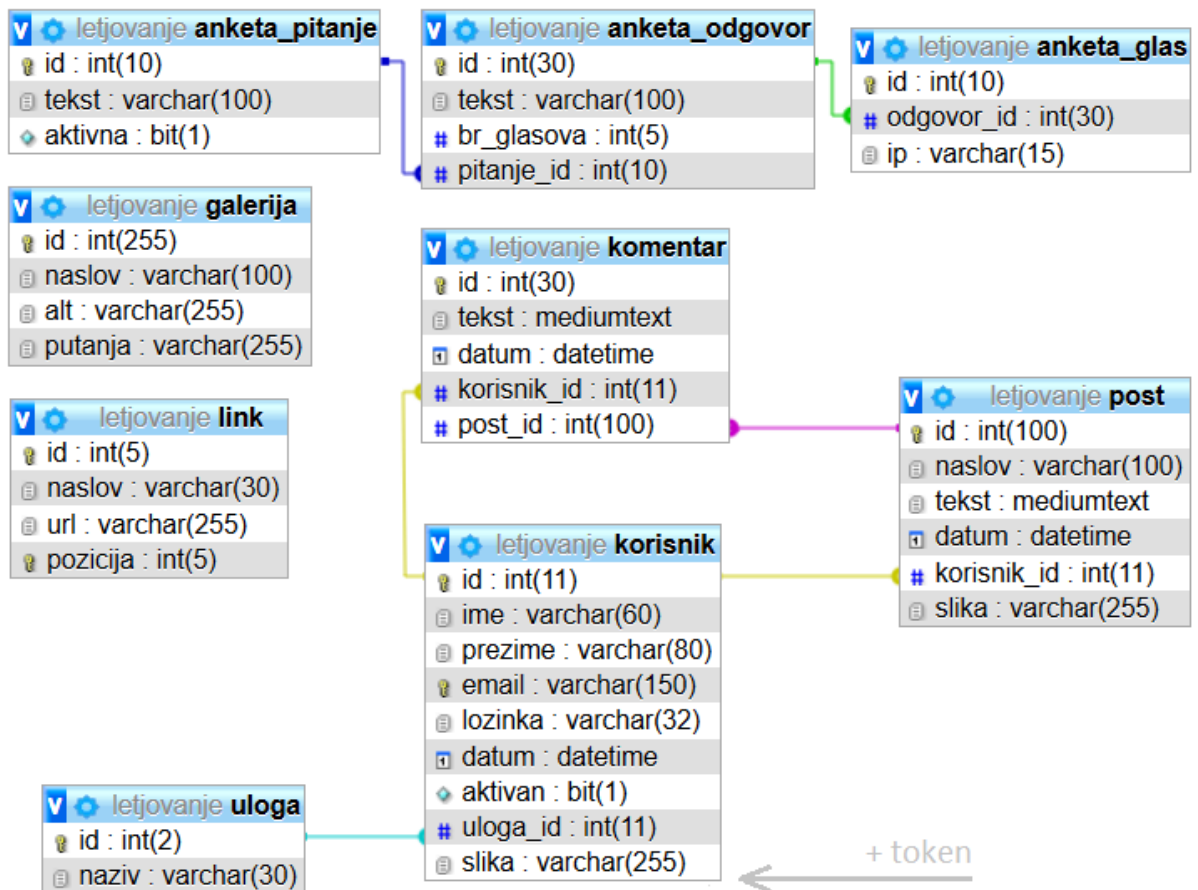 letjovanje anketa_pitanje
id : int(10)
tekst : varchar(100)
aktivna : bit(1)
letjovanje anketa_odgovor
id : int(30)
tekst : varchar(100)
# br_glasova : int(5)
# pitanje_id : int(10)
letjovanje anketa_glas
id : int(10)
# odgovor_id : int(30)
ip : varchar(15)
letjovanje galerija
id : int(255)
naslov : varchar(100)
alt : varchar(255)
putanja : varchar(255)
letjovanje komentar
id : int(30)
tekst : mediumtext
datum : datetime
# korisnik_id : int(11)
# post_id : int(100)
letjovanje link
id : int(5)
naslov : varchar(30)
url : varchar(255)
pozicija : int(5)
letjovanje post
id : int(100)
naslov : varchar(100)
tekst : mediumtext
datum : datetime
# korisnik_id : int(11)
slika : varchar(255)
letjovanje korisnik
id : int(11)
ime : varchar(60)
prezime : varchar(80)
email : varchar(150)
lozinka : varchar(32)
datum : datetime
aktivan : bit(1)
# uloga_id : int(11)
slika : varchar(255)
letjovanje uloga
id : int(2)
naziv : varchar(30)
+ token